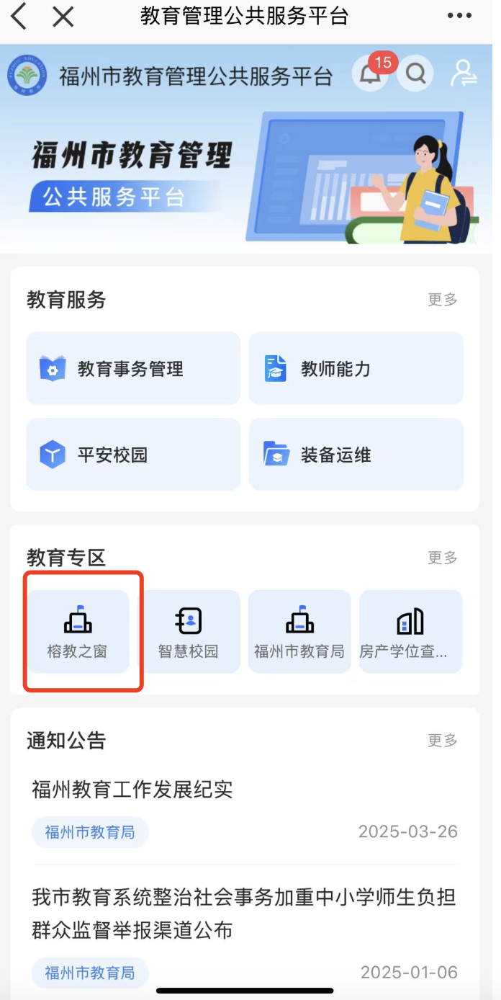 教育管理公共服务平台
福州市教育管理公共服务平台
15
福州市教育管理
公共服务平台
教育服务
更多
教育事务管理
教师能力
平安校园
装备运维
教育专区
更多
榕教之窗
智慧校园
福州市教育局
房产学位查...
通知公告
更多
福州教育工作发展纪实
福州市教育局
2025-03-26
我市教育系统整治社会事务加重中小学师生负担
群众监督举报渠道公布
福州市教育局
2025-01-06